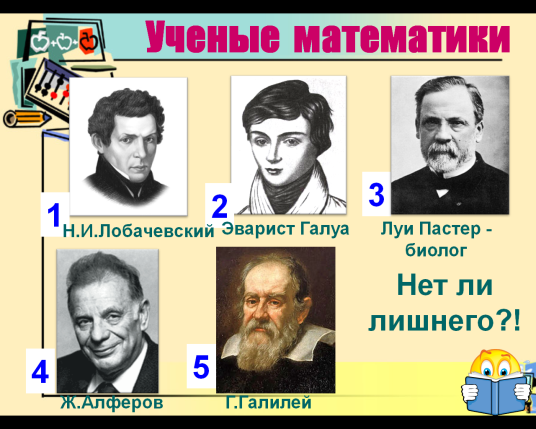 Ученые математики
1
Н.И.Лобачевский
2
Эварист Галуа
3
Луи Пастер -
биолог
4
Ж.Алферов
5
Г.Галилей
Нет ли
лишнего?!